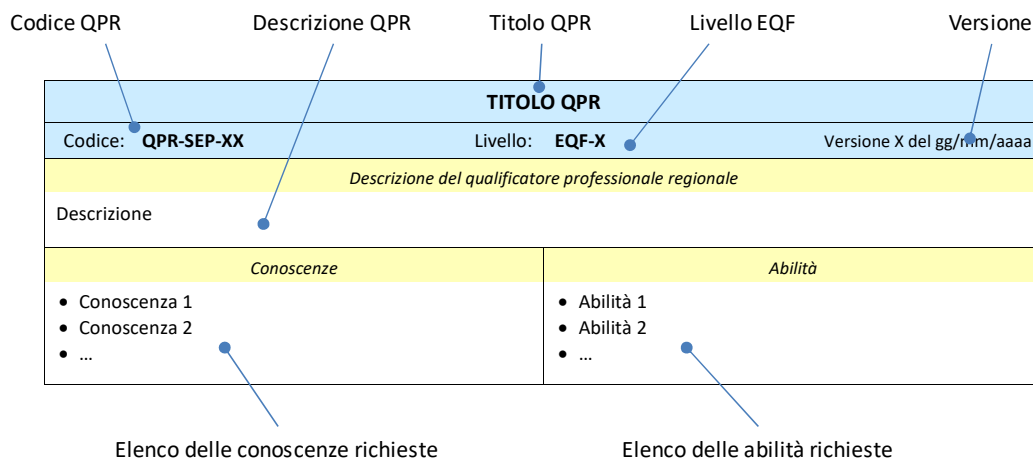 Codice QPR Descrizione QPR Titolo QPR Livello EQF Versione
TITOLO QPR
Codice: QPR-SEP-XX Livello: EQF-X Versione X del gg/mm/aaaa
Descrizione del qualificatore professionale regionale
Descrizione
Conoscenze Abilità
• Conoscenza 1 • Abilità 1
• Conoscenza 2 • Abilità 2
• ... • ...
Elenco delle conoscenze richieste Elenco delle abilità richieste